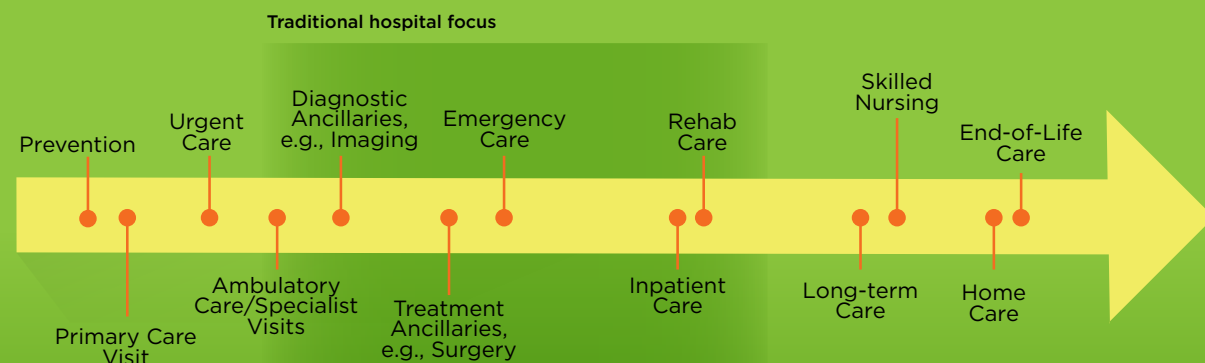 Traditional hospital focus
Prevention
Primary Care
Visit
Urgent
Care
Ambulatory
Care/Specialist
Visits
Diagnostic
Ancillaries,
e.g., Imaging
Treatment
Ancillaries,
e.g., Surgery
Emergency
Care
Inpatient
Care
Rehab
Care
Long-term
Care
Skilled
Nursing
Home
Care
End-of-Life
Care